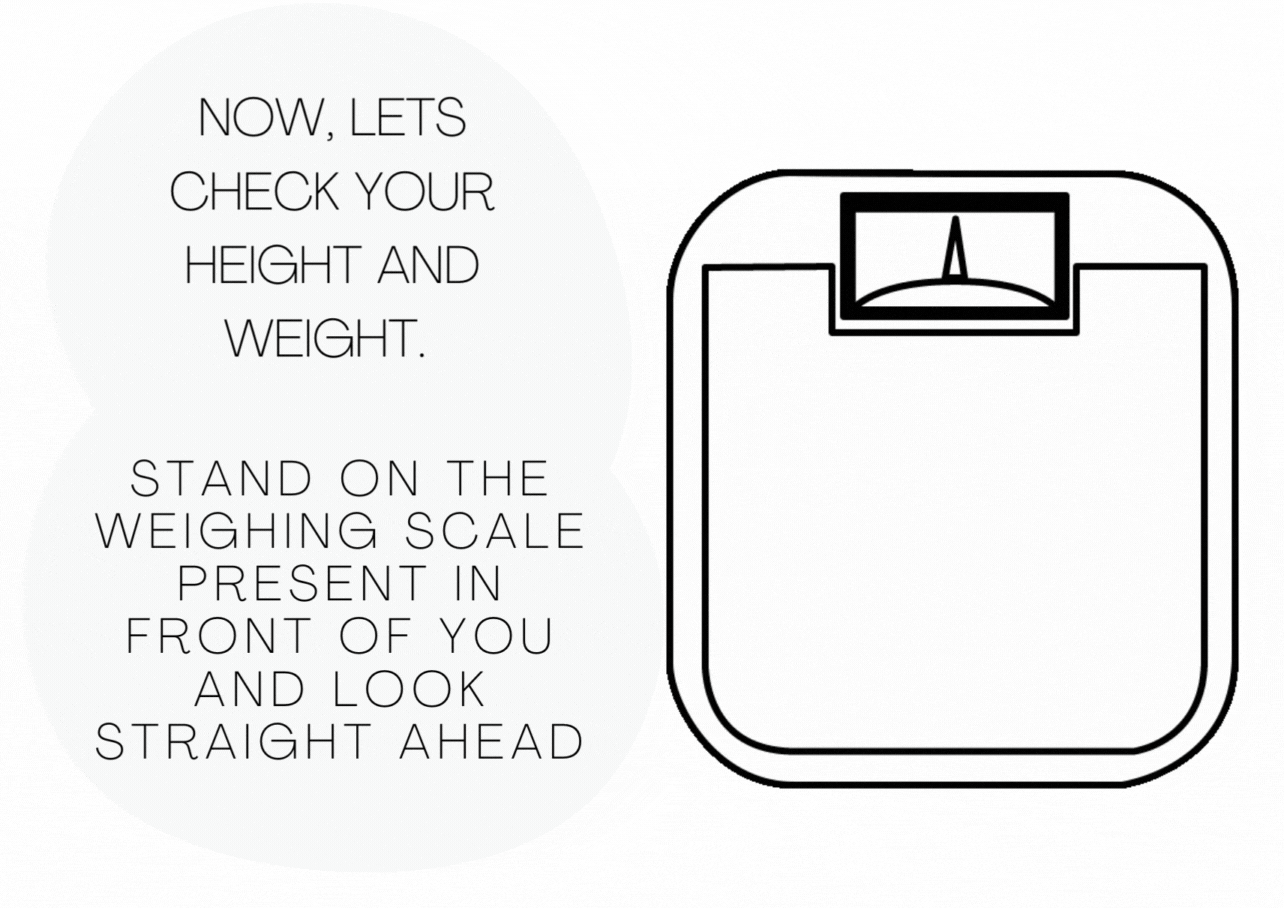 NOW, LETS
CHECK YOUR
HEIGHT AND
WEIGHT.
STAND ON THE
WEIGHING SCALE
PRESENT IN
FRONT OF YOU
AND LOOK
STRAIGHT AHEAD